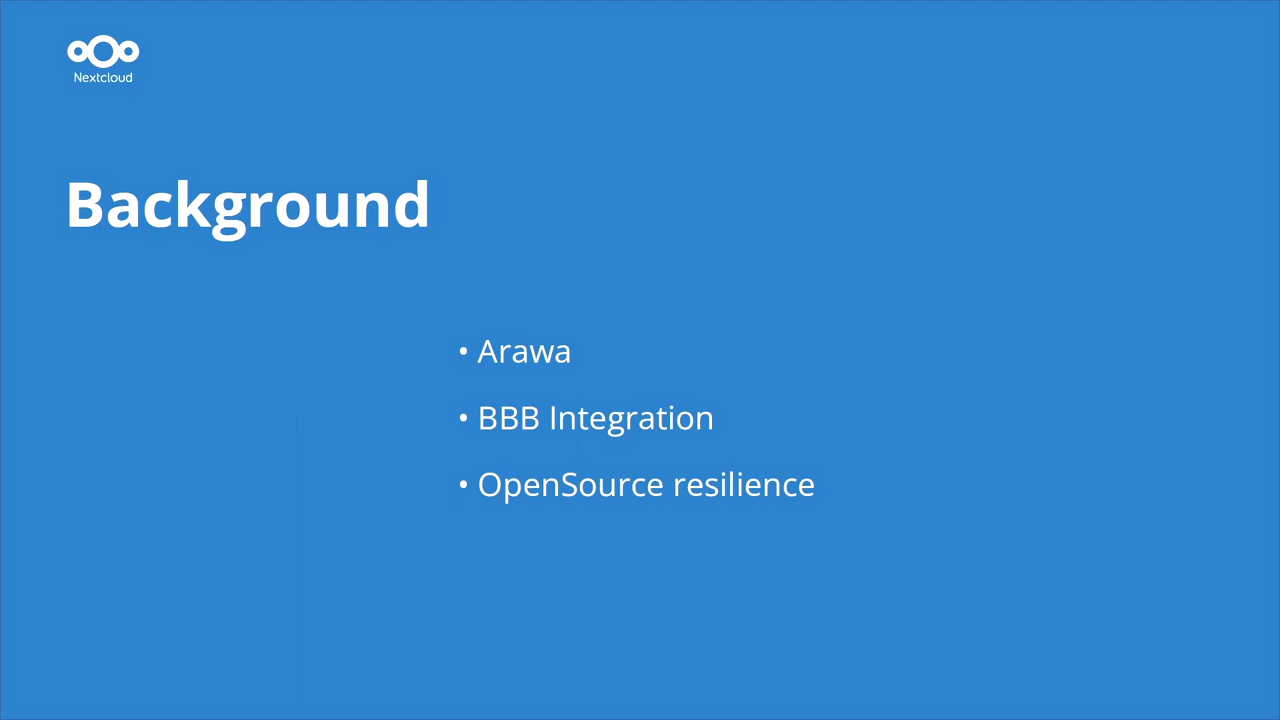 Nextcloud
Background
• Arawa
• BBB Integration
• OpenSource resilience